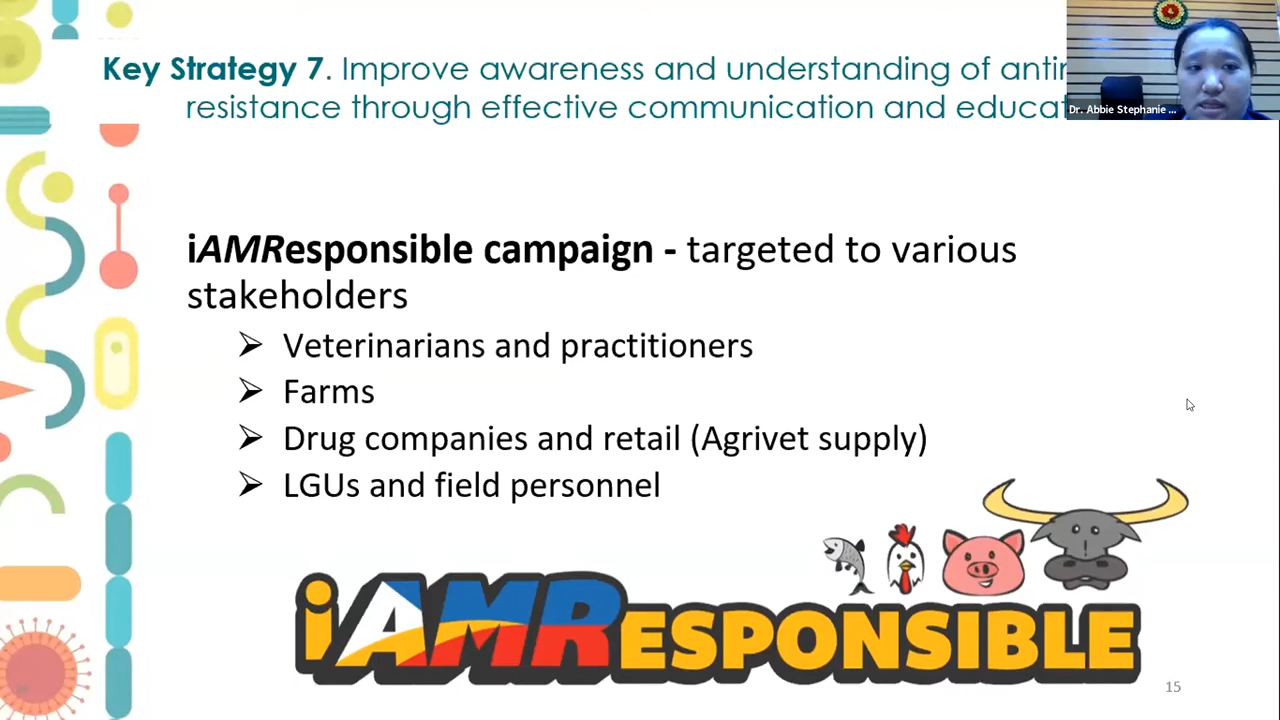 Key Strategy 7. Improve awareness and understanding of
resistance through effective communication and
Dr. Abbie Stephanie ...
iAMResponsible campaign - targeted to various
stakeholders
Veterinarians and practitioners
Farms
Drug companies and retail (Agrivet supply)
LGUs and field personnel
iAMRESPONSIBLE
15